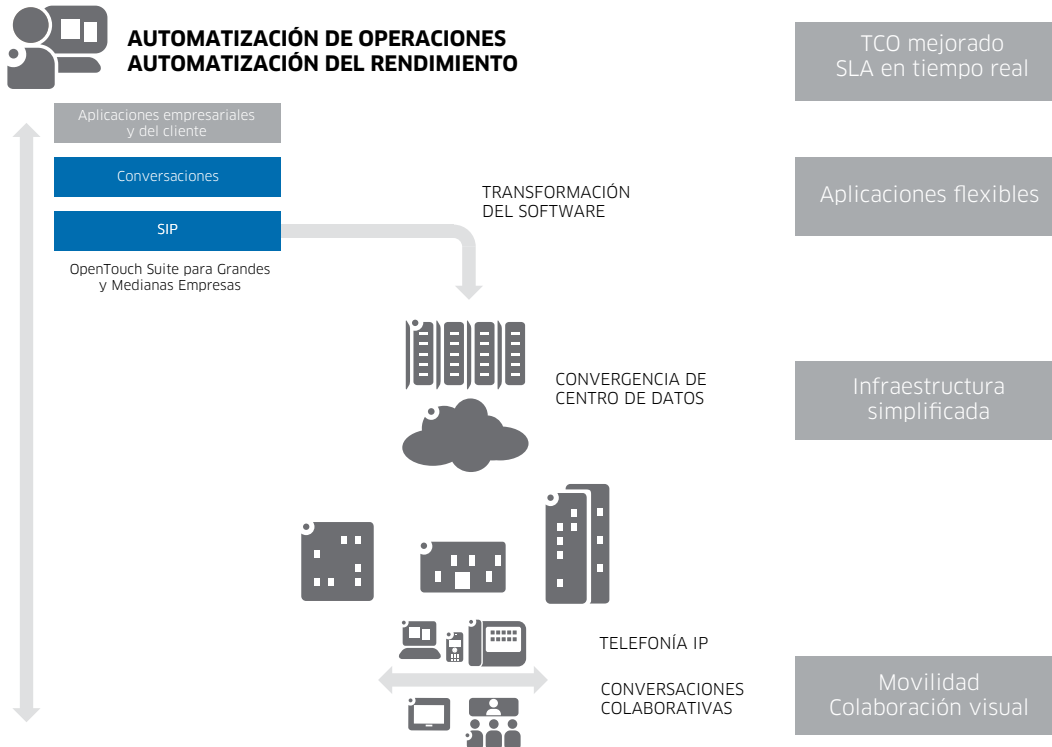 AUTOMATIZACIÓN DE OPERACIONES
AUTOMATIZACIÓN DEL RENDIMIENTO
TCO mejorado
SLA en tiempo real
Aplicaciones empresariales
y del cliente
Conversaciones
SIP
OpenTouch Suite para Grandes
y Medianas Empresas
TRANSFORMACIÓN
DEL SOFTWARE
Aplicaciones flexibles
CONVERGENCIA DE
CENTRO DE DATOS
Infraestructura
simplificada
TELEFONÍA IP
CONVERSACIONES
COLABORATIVAS
Movilidad
Colaboración visual